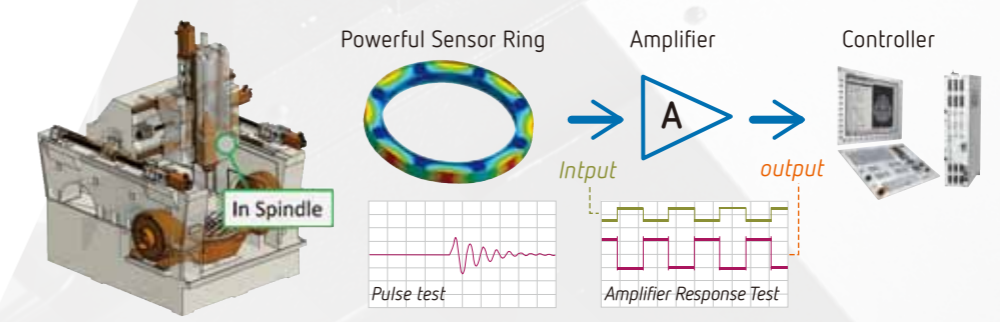 Powerful Sensor Ring
Amplifier
Controller
A
Intput
output
In Spindle
Pulse test
Amplifier Response Test